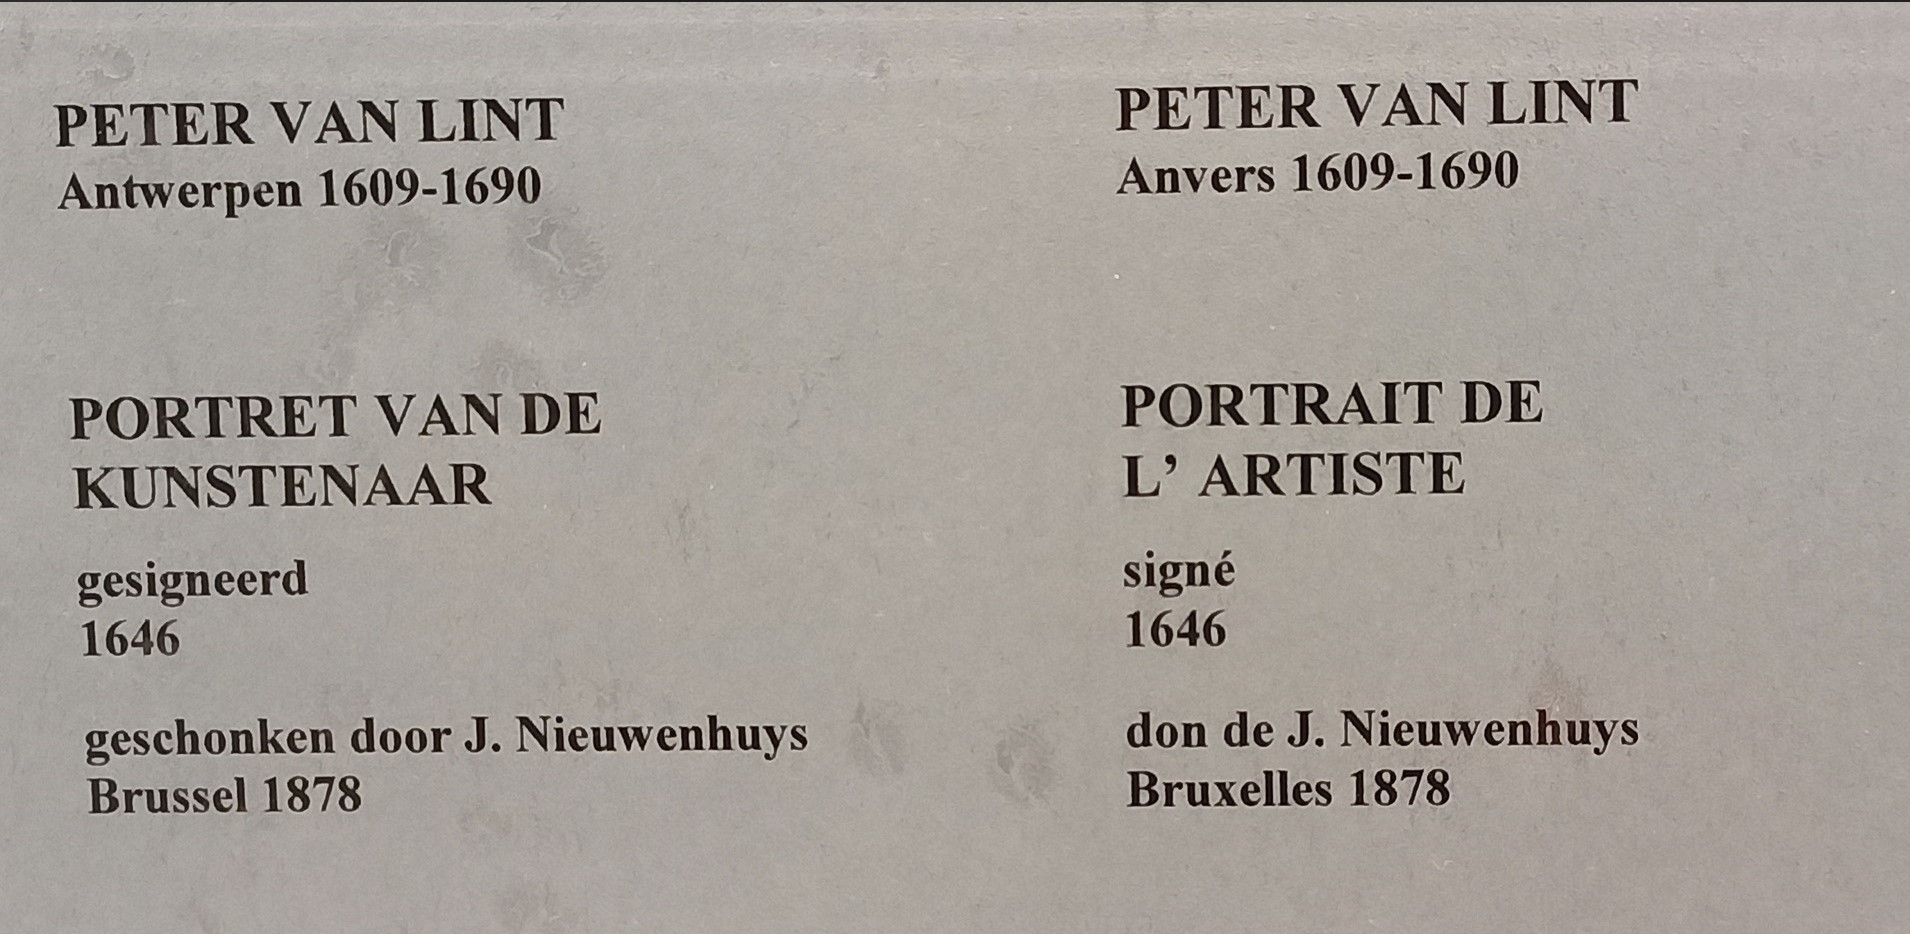 PETER VAN LINT
Antwerpen 1609-1690
PORTRET VAN DE
KUNSTENAAR
gesigneerd
1646
geschonken door J. Nieuwenhuys
Brussel 1878
PETER VAN LINT
Anvers 1609-1690
PORTRAIT DE
L’ ARTISTE
signé
1646
don de J. Nieuwenhuys
Bruxelles 1878